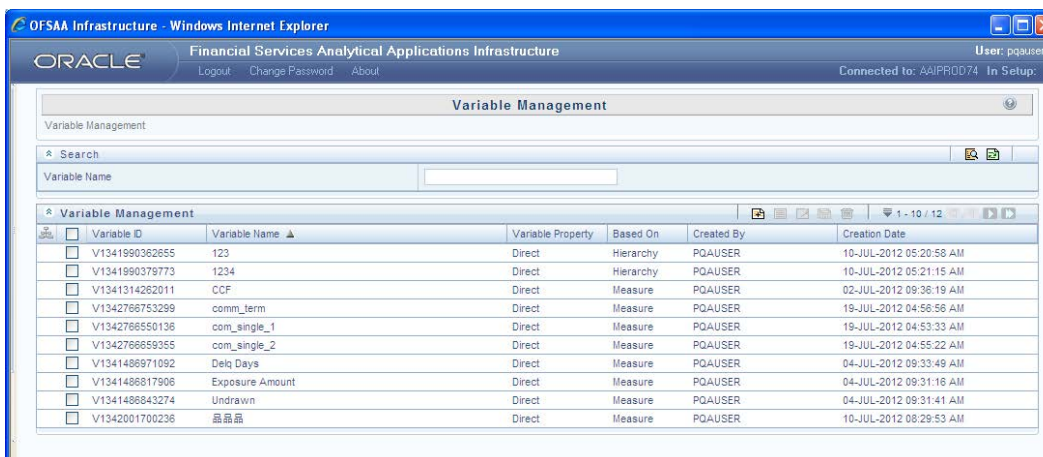 OFSAA Infrastructure - Windows Internet Explorer
ORACLE
Financial Services Analytical Applications Infrastructure
User: pqauser
Logout Change Password About
Connected to: AAIPROD74 In Setup:
Variable Management
Variable Management
Search
Variable Name
Variable Management
1 - 10 / 12
Variable ID Variable Name Variable Property Based On Created By Creation Date
V1341990362655 123 Direct Hierarchy PQAUSER 10-JUL-2012 05:20:58 AM
V1341990379773 1234 Direct Hierarchy PQAUSER 10-JUL-2012 05:21:15 AM
V1341314262011 CCF Direct Measure PQAUSER 02-JUL-2012 09:36:19 AM
V1342766753299 comm_term Direct Measure PQAUSER 19-JUL-2012 04:56:56 AM
V1342766550136 com_single_1 Direct Measure PQAUSER 19-JUL-2012 04:53:33 AM
V1342766659355 com_single_2 Direct Measure PQAUSER 19-JUL-2012 04:55:22 AM
V1341486971092 Delq Days Direct Measure PQAUSER 04-JUL-2012 09:33:49 AM
V1341486817906 Exposure Amount Direct Measure PQAUSER 04-JUL-2012 09:31:16 AM
V1341486843274 Undrawn Direct Measure PQAUSER 04-JUL-2012 09:31:41 AM
V1342001700236 品品品 Direct Measure PQAUSER 10-JUL-2012 08:29:53 AM